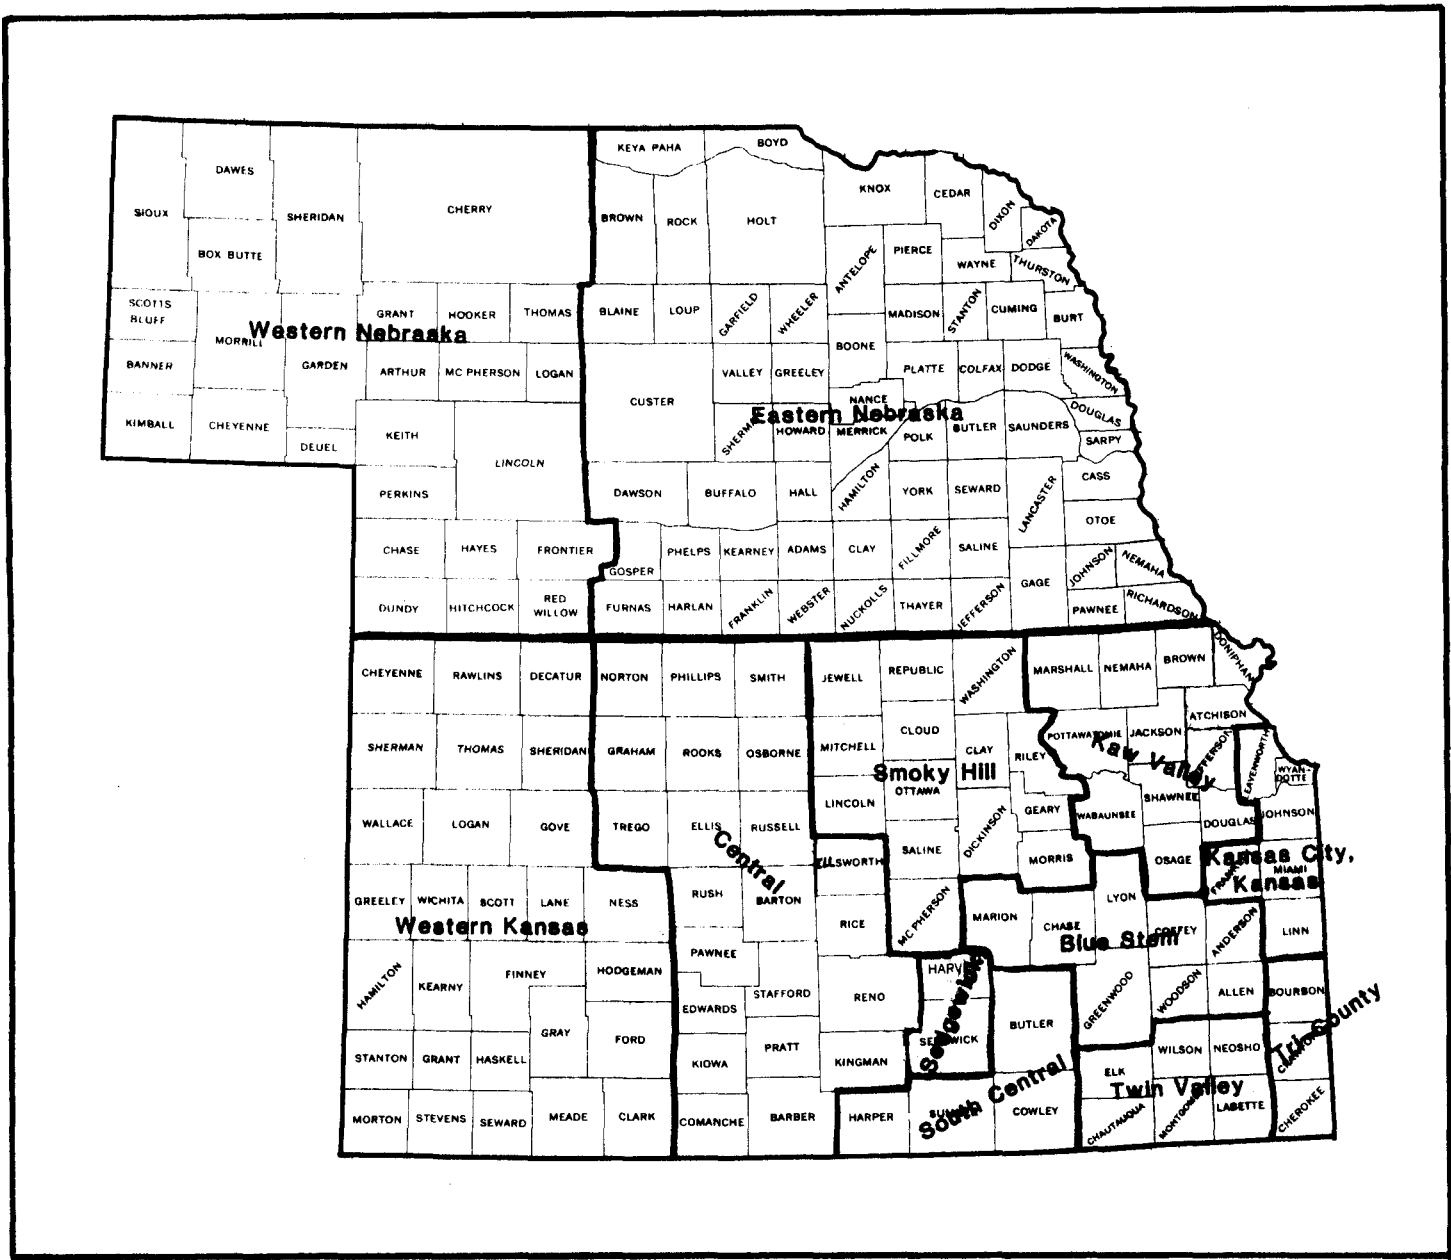 KEYA PAHA
BOYD
DAWES
SIOUX
SHERIDAN
CHERRY
BROWN
ROCK
HOLT
KNOX
CEDAR
DIXON
DAKOTA
BOX BUTTE
ANTELOPE
PIERCE
WAYNE
THURSTON
SCOTTS
BLUFF
MORRILL
GRANT
HOOKER
THOMAS
BLAINE
LOUP
GARFIELD
WHEELER
MADISON
STANTON
CUMING
BURT
Western Nebraska
BOONE
BANNER
GARDEN
ARTHUR
MC PHERSON
LOGAN
CUSTER
VALLEY
GREELEY
PLATTE
COLFAX
DODGE
WASHINGTON
NANCE
Eastern Nebraska
KIMBALL
CHEYENNE
DEUEL
KEITH
LINCOLN
HOWARD
MERRICK
POLK
BUTLER
SAUNDERS
DOUGLAS
SARPY
PERKINS
DAWSON
BUFFALO
HALL
HAMILTON
YORK
SEWARD
LANCASTER
CASS
OTOE
CHASE
HAYES
FRONTIER
GOSPER
PHELPS
KEARNEY
ADAMS
CLAY
FILLMORE
SALINE
GAGE
JOHNSON
NEMAHA
DUNDY
HITCHCOCK
RED
WILLOW
FURNAS
HARLAN
FRANKLIN
WEBSTER
NUCKOLLS
THAYER
JEFFERSON
PAWNEE
RICHARDSON
CHEYENNE
RAWLINS
DECATUR
NORTON
PHILLIPS
SMITH
JEWELL
REPUBLIC
WASHINGTON
MARSHALL
NEMAHA
BROWN
DONIPHAN
SHERMAN
THOMAS
SHERIDAN
GRAHAM
ROOKS
OSBORNE
MITCHELL
CLOUD
CLAY
RILEY
POTTAWATOMIE
JACKSON
ATCHISON
JEFFERSON
LEAVENWORTH
WYAN-
DOTTE
Kaw Valley
Smoky Hill
OTTAWA
WALLACE
LOGAN
GOVE
TREGO
ELLIS
RUSSELL
LINCOLN
DICKINSON
GEARY
WABAUNSEE
SHAWNEE
DOUGLAS
JOHNSON
Central
ELLSWORTH
SALINE
MORRIS
OSAGE
Kansas City,
Kansas
MIAMI
GREELEY
WICHITA
SCOTT
LANE
NESS
RUSH
BARTON
RICE
MC PHERSON
MARION
CHASE
LYON
COFFEY
ANDERSON
LINN
Western Kansas
Blue Stem
HAMILTON
KEARNY
FINNEY
HODGEMAN
PAWNEE
EDWARDS
STAFFORD
RENO
Sedgewick
BUTLER
GREENWOOD
WOODSON
ALLEN
BOURBON
Tri County
GRAY
FORD
STANTON
GRANT
HASKELL
KIOWA
PRATT
KINGMAN
ELK
WILSON
NEOSHO
Twin Valley
MORTON
STEVENS
SEWARD
MEADE
CLARK
COMANCHE
BARBER
HARPER
South Central
COWLEY
CHAUTAUQUA
LABETTE
CHEROKEE